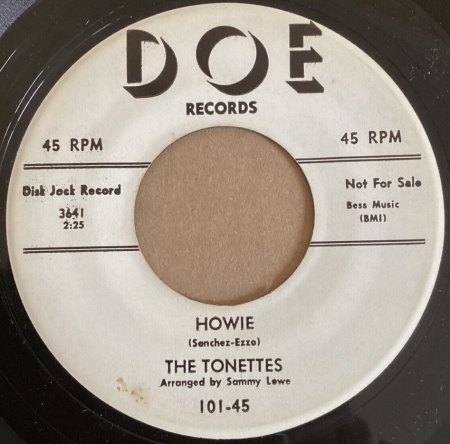 DOE
RECORDS
45 RPM
45 RPM
Disk Jock Record
3641
2:25
Not For Sale
Bess Music
(BMI)
HOWIE
(Senchez-Ezzo)
THE TONETTES
Arranged by Sammy Lowe
101-45